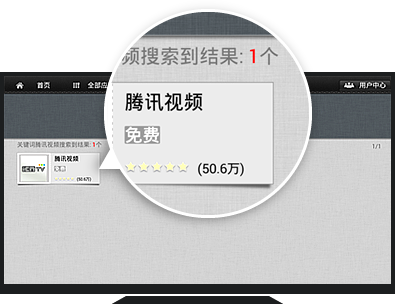 频搜索到结果: 1个
腾讯视频
免费
(50.6万)
首页
全部应
用户中心
关键词腾讯视频搜索到结果: 1个
1/1
iCNTV
腾讯视频
免费
(50.6万)